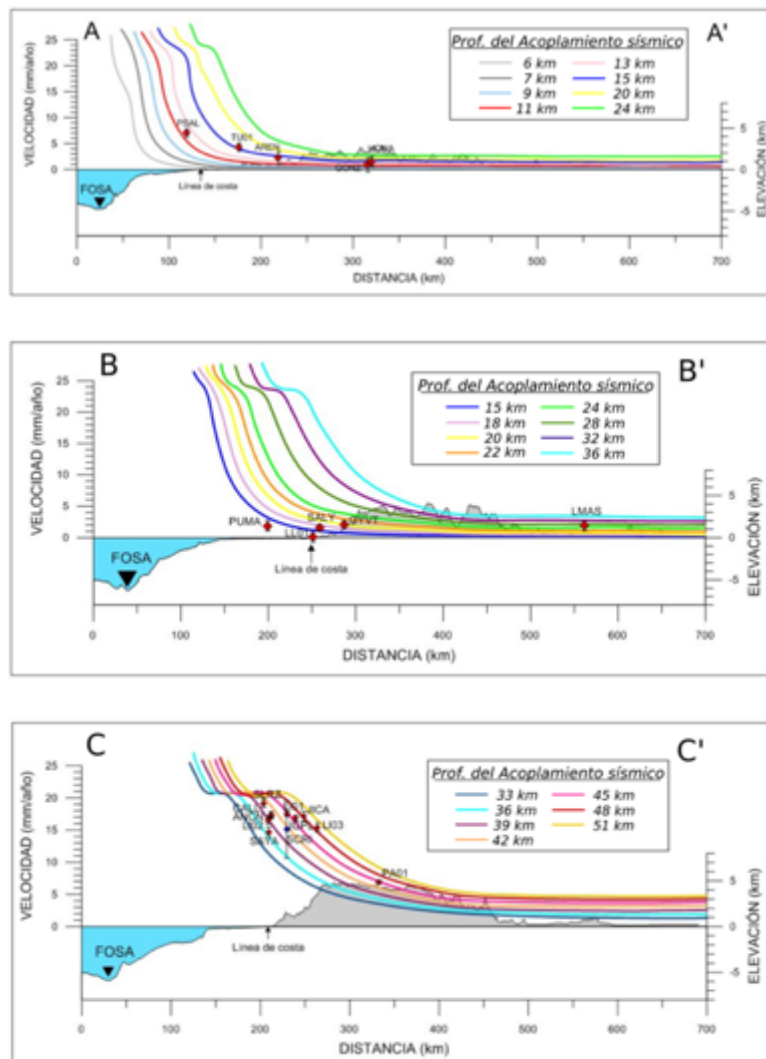 A
A'
Prof. del Acoplamiento sísmico
6 km
13 km
7 km
15 km
9 km
20 km
11 km
24 km
VELOCIDAD (mm/año)
25
20
15
10
5
0
PSAL
TU01
AREN
FOSA
Línea de costa
5
0
-5
ELEVACIÓN (km)
0
100
200
300
400
500
600
700
DISTANCIA (km)
B
B'
Prof. del Acoplamiento sísmico
15 km
24 km
18 km
28 km
20 km
32 km
22 km
36 km
VELOCIDAD (mm/año)
25
20
15
10
5
0
PUMA
SALY
LMAS
FOSA
Línea de costa
5
0
-5
ELEVACIÓN (km)
0
100
200
300
400
500
600
700
DISTANCIA (km)
C
C'
Prof. del Acoplamiento sísmico
33 km
45 km
36 km
48 km
39 km
51 km
42 km
VELOCIDAD (mm/año)
25
20
15
10
5
0
JICA
LI03
SAYA
PA01
FOSA
Línea de costa
5
0
-5
ELEVACIÓN (km)
0
100
200
300
400
500
600
700
DISTANCIA (km)